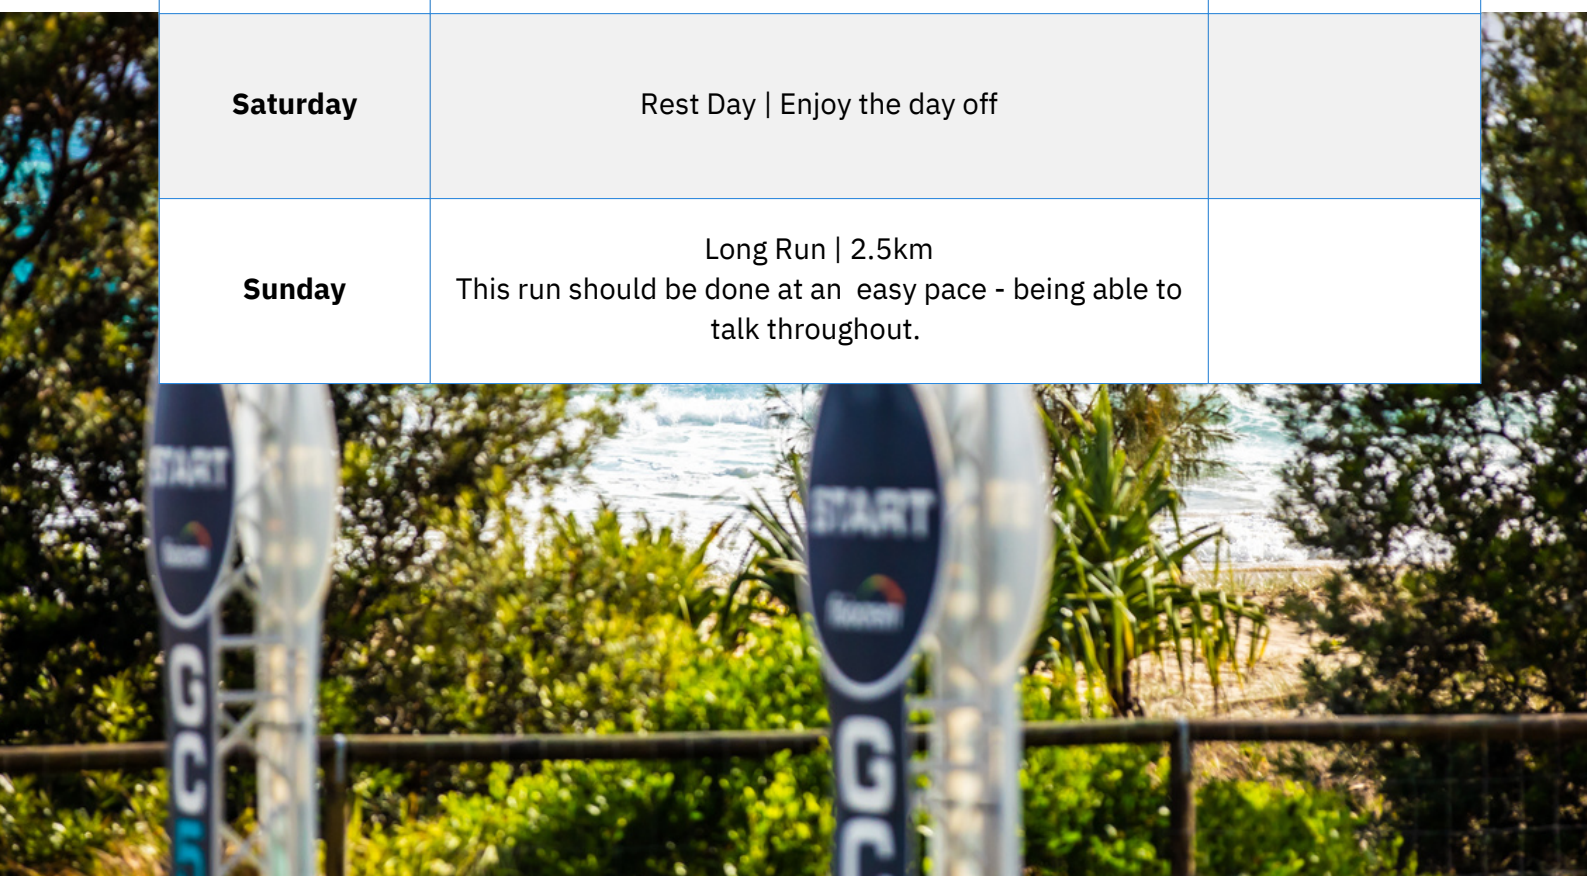 Saturday
Rest Day | Enjoy the day off
Sunday
Long Run | 2.5km
This run should be done at an  easy pace - being able to
talk throughout.
START
START
GC5
GC